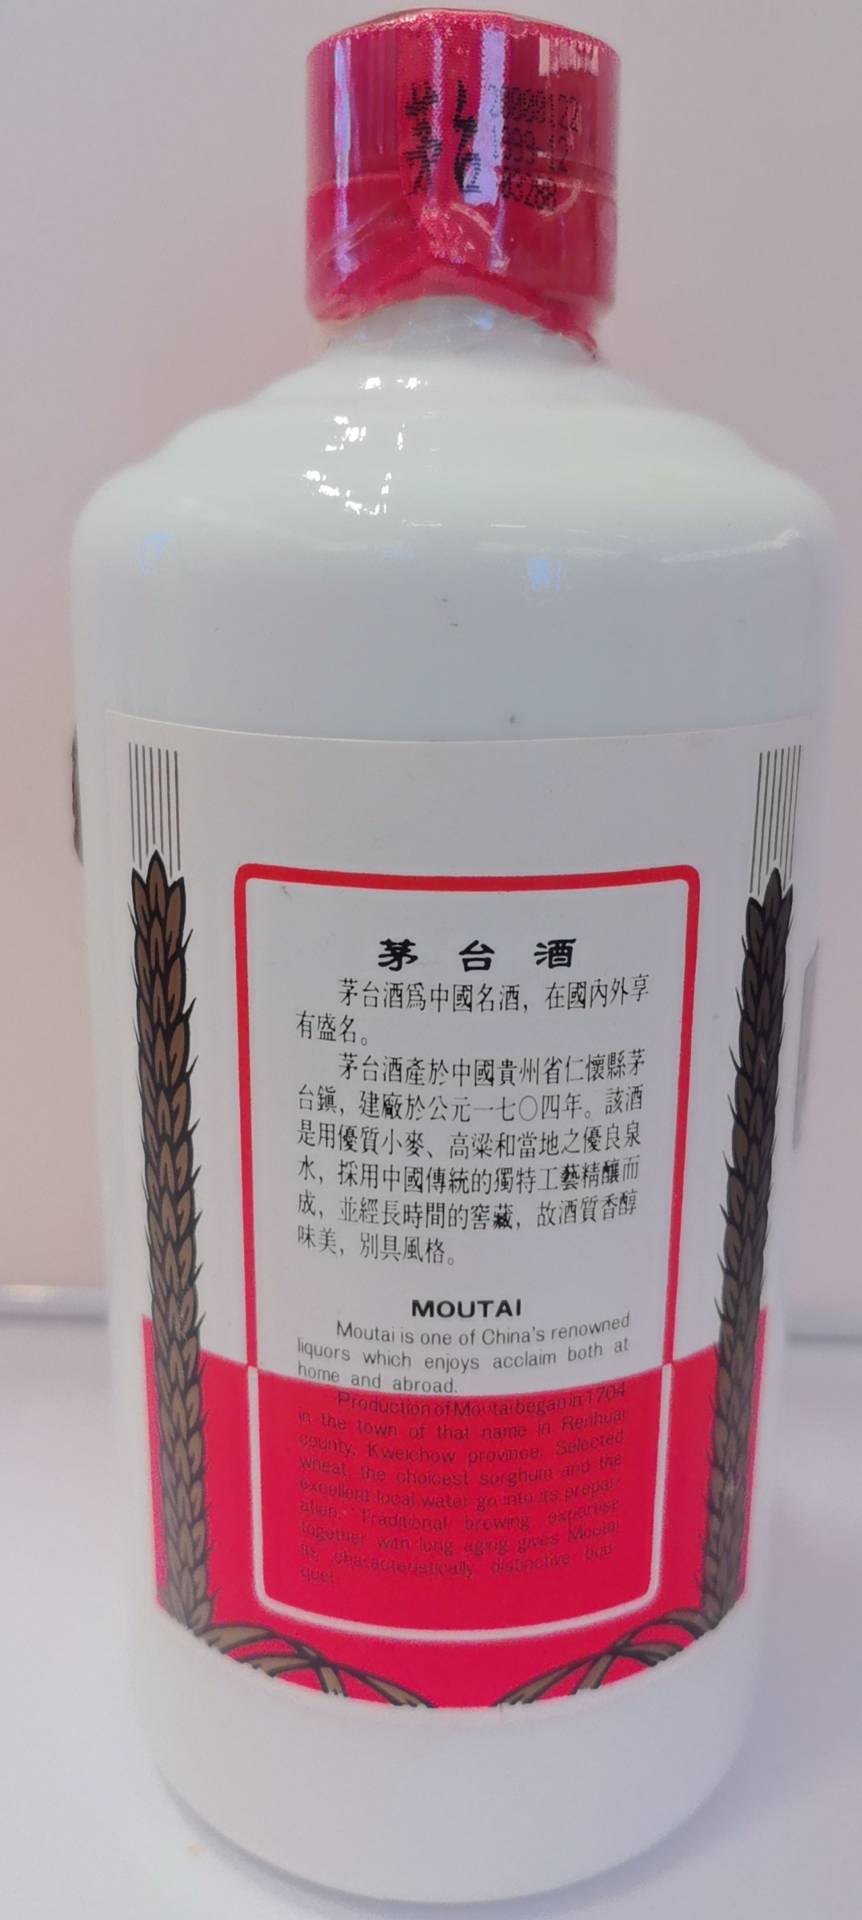 茅台
20000122
1999-12
03288
茅台酒
茅台酒爲中國名酒，在國內外享
有盛名。
茅台酒產於中國貴州省仁懷縣茅
台鎮，建廠於公元一七〇四年。該酒
是用優質小麥、高粱和當地之優良泉
水，採用中國傳統的獨特工藝精釀而
成，並經長時間的窖藏，故酒質香醇
味美，別具風格。
MOUTAI
Moutai is one of China's renowned
liquors which enjoys acclaim both at
home and abroad.
Production of Moutai began in 1704
in the town of that name in Renhuai
county, Kweichow province. Selected
wheat, the choicest sorghum and the
excellent local water go into its prepar-
ation. Traditional brewing expertise
together with long aging gives Moutai
its characteristically distinctive bou-
quet.